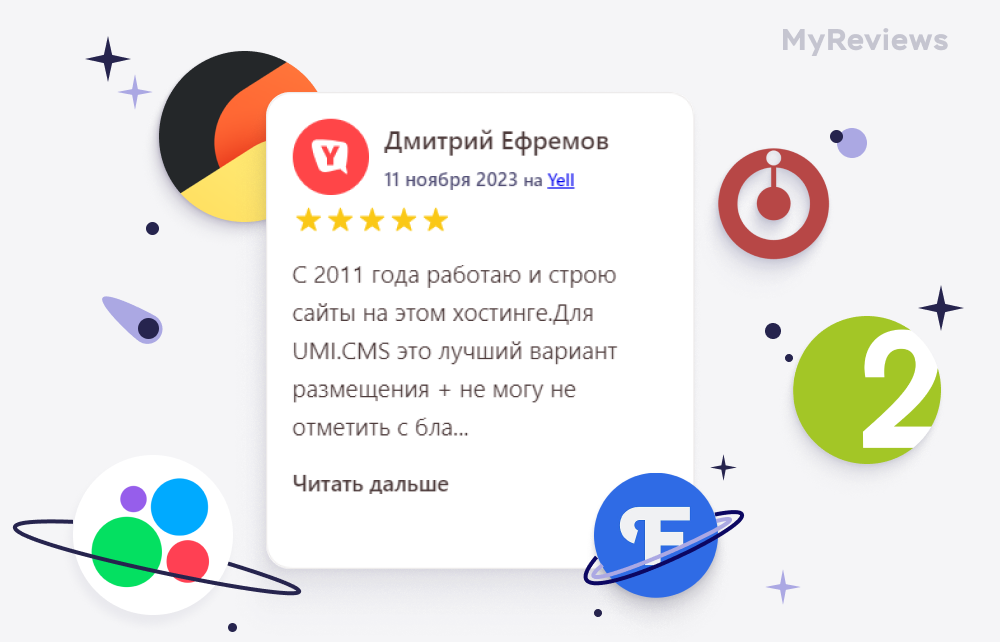 MyReviews
Дмитрий Ефремов
11 ноября 2023 на Yell
С 2011 года работаю и строю
сайты на этом хостинге.Для
UMI.CMS это лучший вариант
размещения + не могу не
отметить с бла...
Читать дальше
2
F